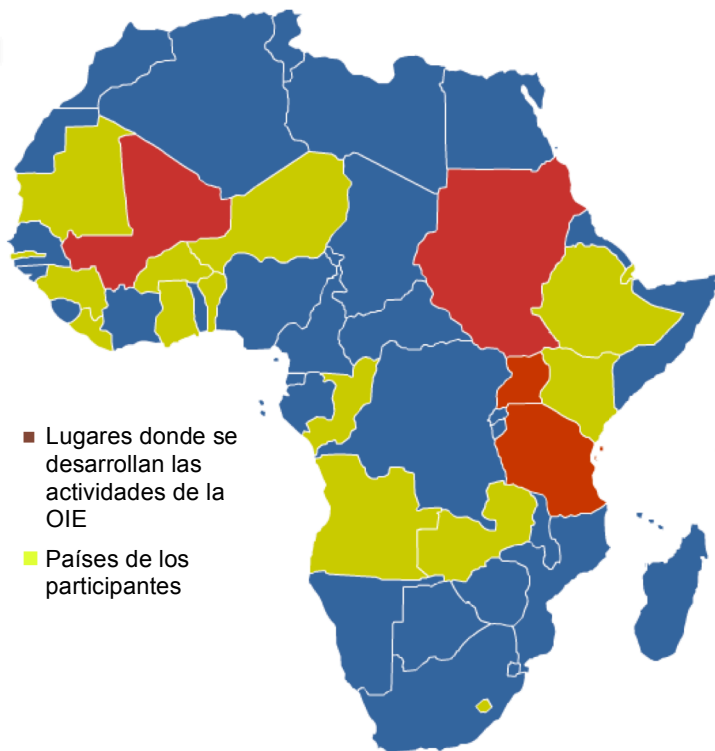 Lugares donde se
desarrollan las
actividades de la
OIE
Países de los
participantes